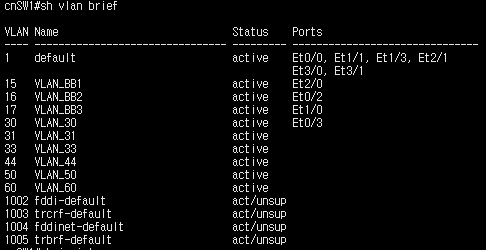 cnSW1#sh vlan brief
VLAN Name                             Status    Ports
---- -------------------------------- --------- -------------------------------
1    default                          active    Et0/0, Et1/1, Et1/3, Et2/1
                                                Et3/0, Et3/1
15   VLAN_BB1                         active    Et2/0
16   VLAN_BB2                         active    Et0/2
17   VLAN_BB3                         active    Et1/0
30   VLAN_30                          active    Et0/3
31   VLAN_31                          active
33   VLAN_33                          active
44   VLAN_44                          active
50   VLAN_50                          active
60   VLAN_60                          active
1002 fddi-default                     act/unsup
1003 trcrf-default                    act/unsup
1004 fddinet-default                  act/unsup
1005 trbrf-default                    act/unsup